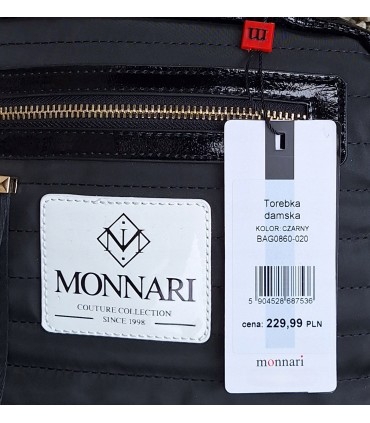 m
Torebka
damska
KOLOR: CZARNY
BAG0860-020
5 904528 687536
cena: 229,99 PLN
monnari
M
MONNARI
COUTURE COLLECTION
SINCE 1998